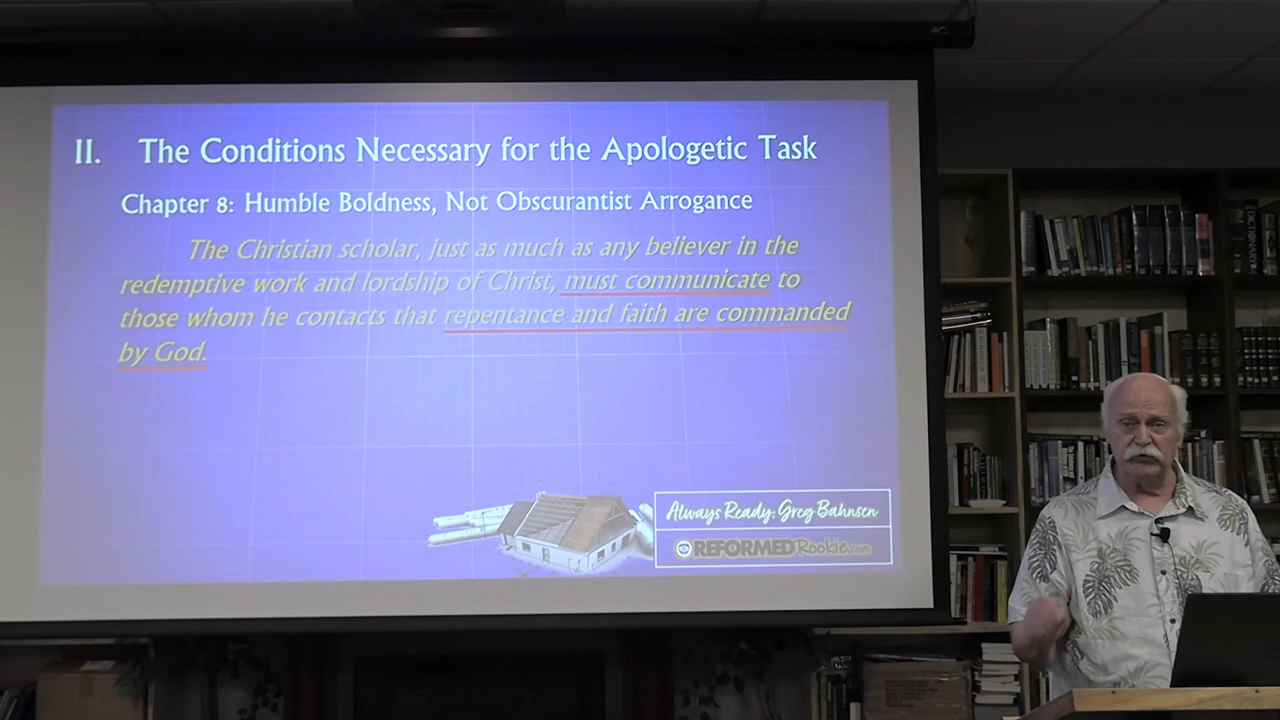 II. The Conditions Necessary for the Apologetic Task
Chapter 8: Humble Boldness, Not Obscurantist Arrogance
The Christian scholar, just as much as any believer in the
redemptive work and lordship of Christ, must communicate to
those whom he contacts that repentance and faith are commanded
by God.
Always Ready: Greg Bahnsen
REFORMEDRookie.com
DICTIONARY